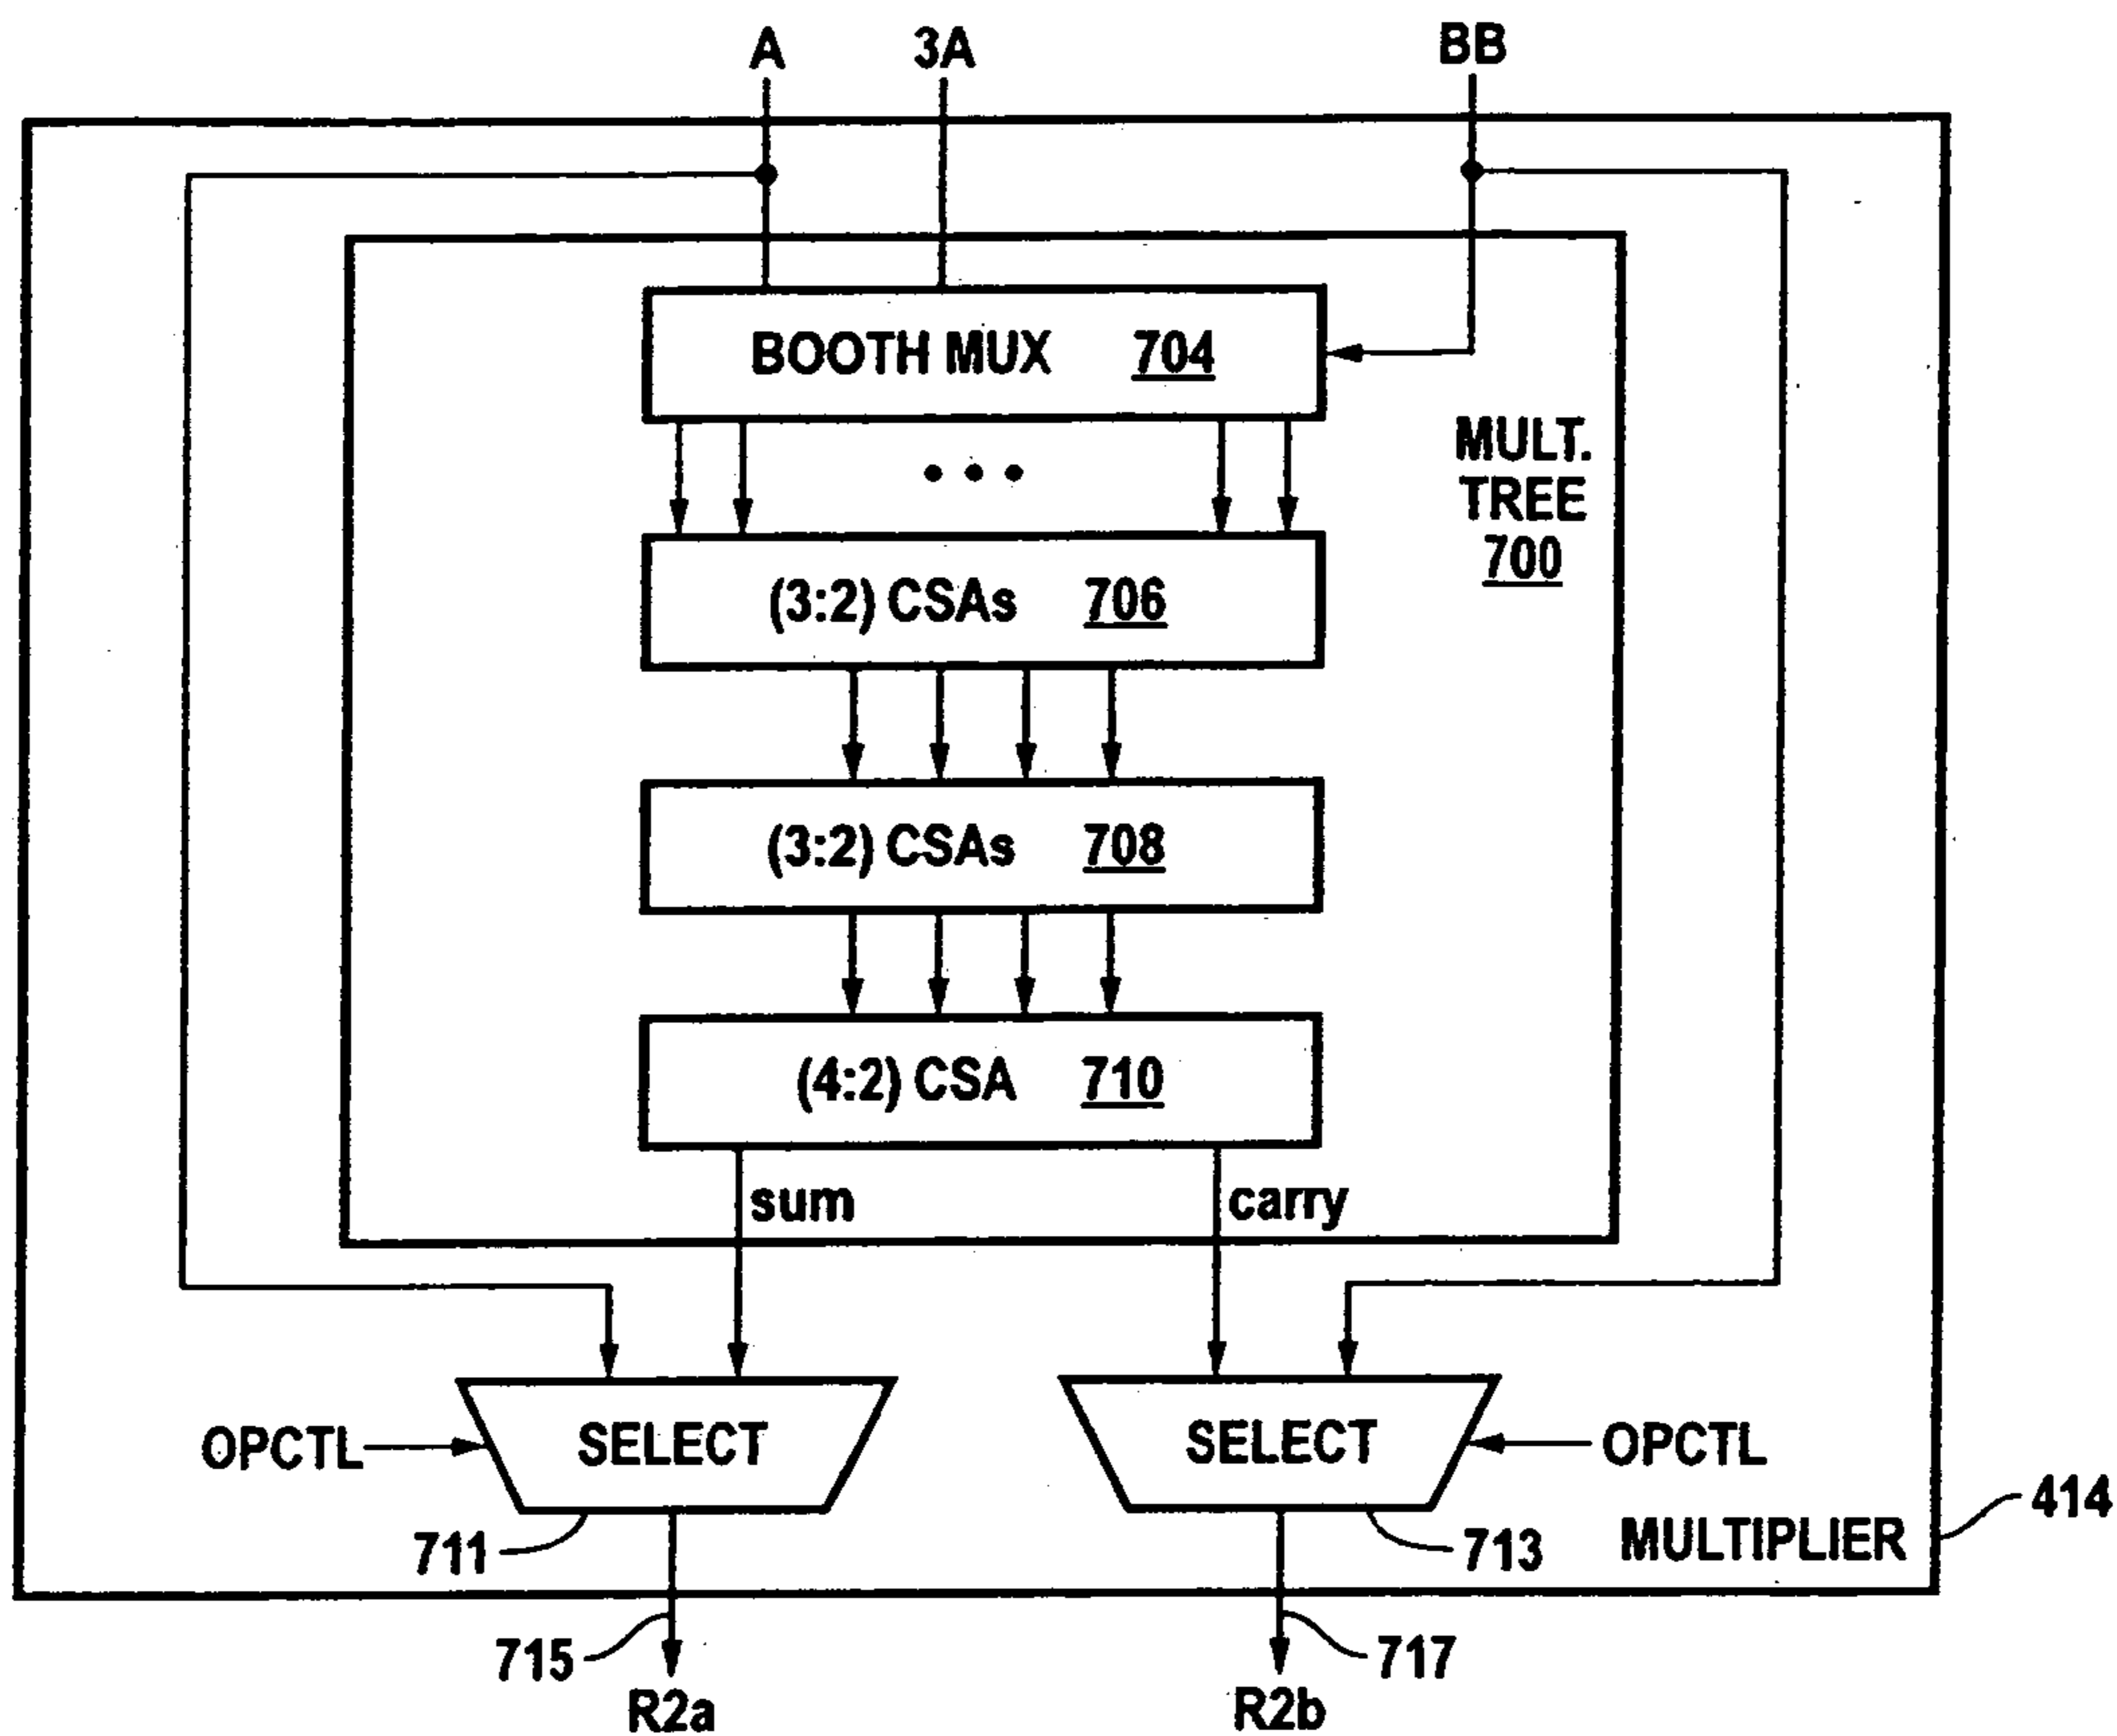 A 3A BB
BOOTH MUX 704
MULT.
TREE
700
(3:2) CSAs 706
(3:2) CSAs 708
(4:2) CSA 710
sum carry
OPCTL SELECT SELECT OPCTL
711 713 MULTIPLIER 414
715 717
R2a R2b